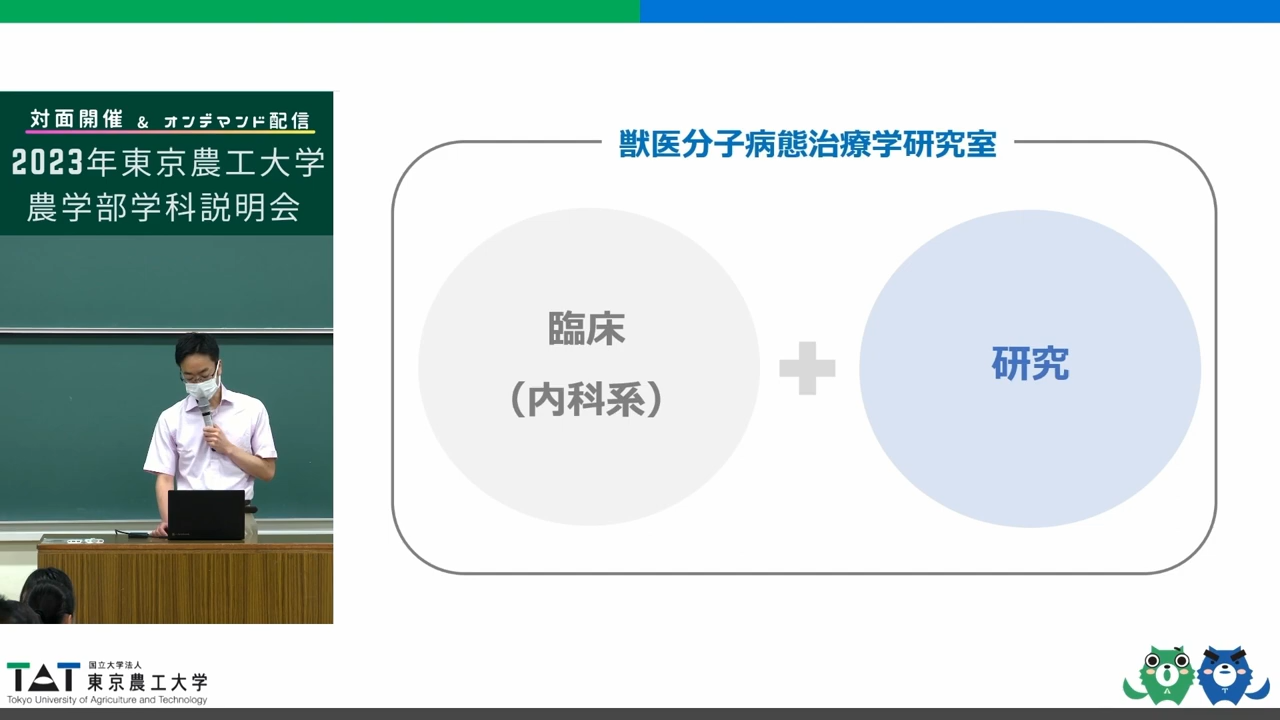 対面開催 & オンデマンド配信
2023年東京農工大学
農学部学科説明会
獣医分子病態治療学研究室
臨床
（内科系）
研究
TAT
国立大学法人
東京農工大学
Tokyo University of Agriculture and Technology
A
T